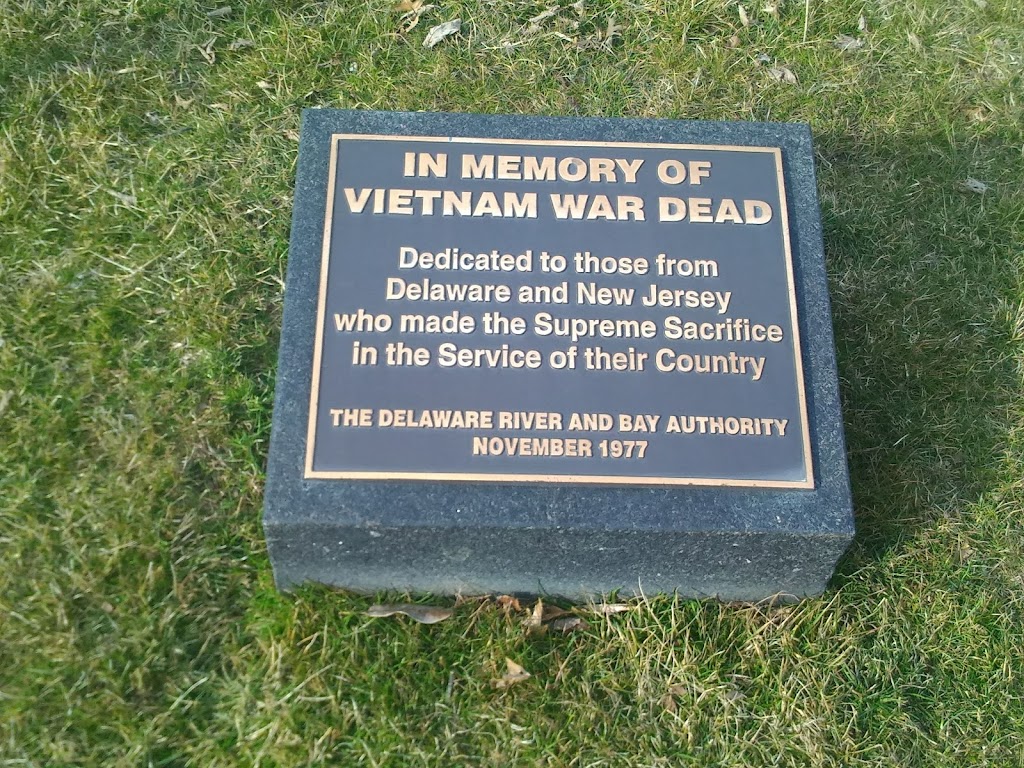 IN MEMORY OF
VIETNAM WAR DEAD
Dedicated to those from
Delaware and New Jersey
who made the Supreme Sacrifice
in the Service of their Country
THE DELAWARE RIVER AND BAY AUTHORITY
NOVEMBER 1977